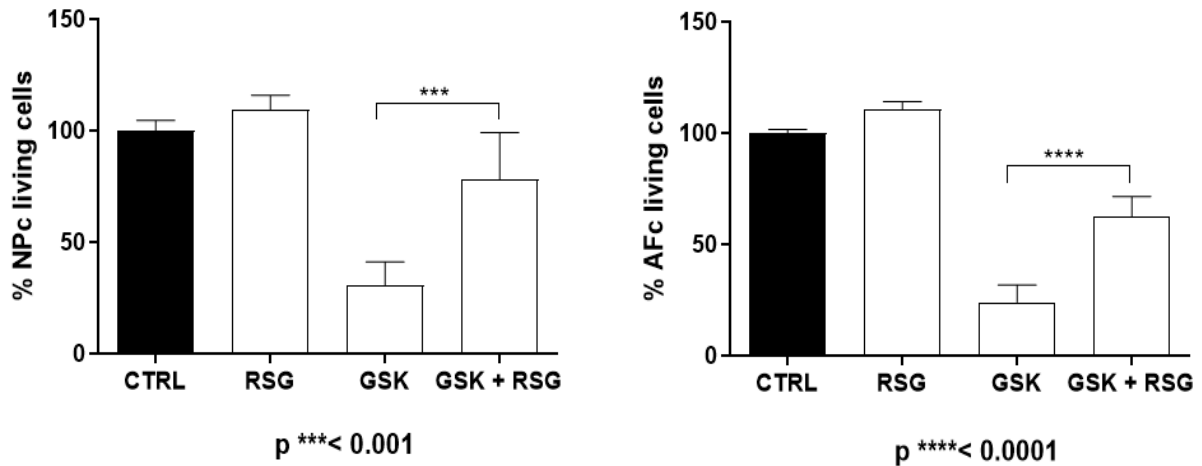 % NPc living cells
150
100
50
0
***
CTRL RSG GSK GSK + RSG
p ***< 0.001
% AFc living cells
150
100
50
0
****
CTRL RSG GSK GSK + RSG
p ****< 0.0001